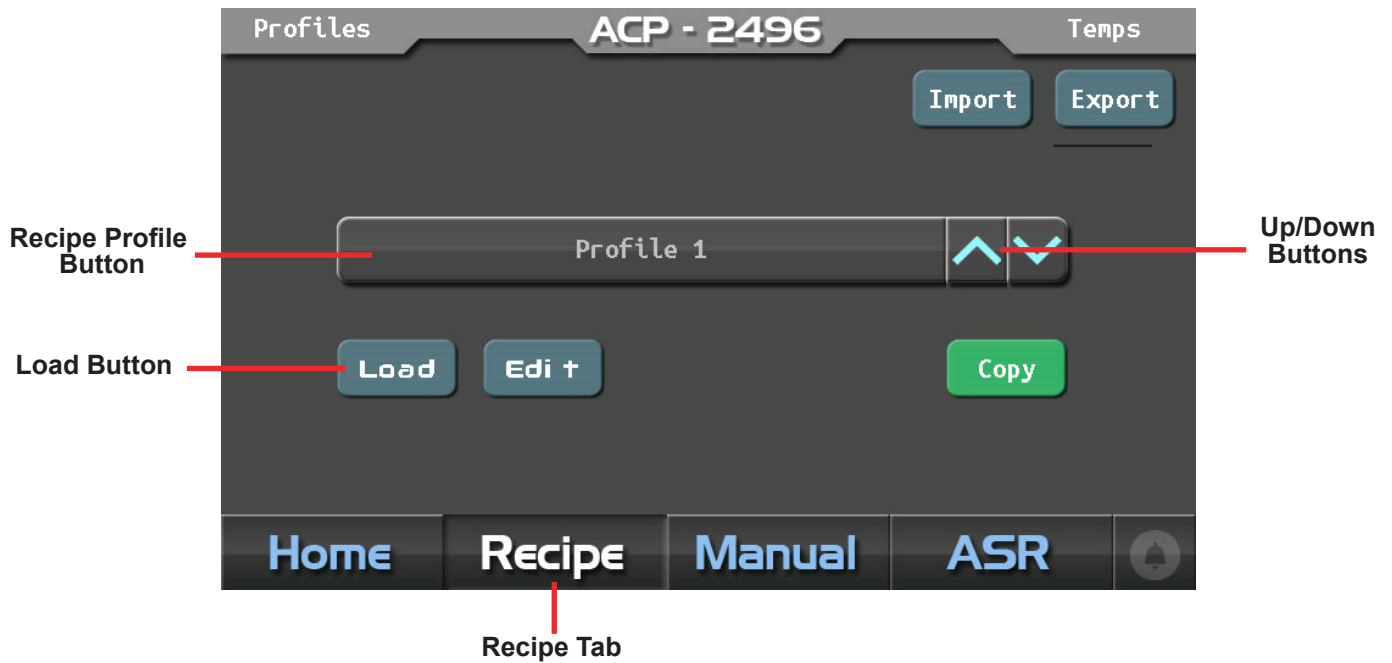 Profiles ACP - 2496 Temps
Import Export
Recipe Profile
Button
Profile 1
Up/Down
Buttons
Load Button
Load Edit Copy
Home Recipe Manual ASR
Recipe Tab